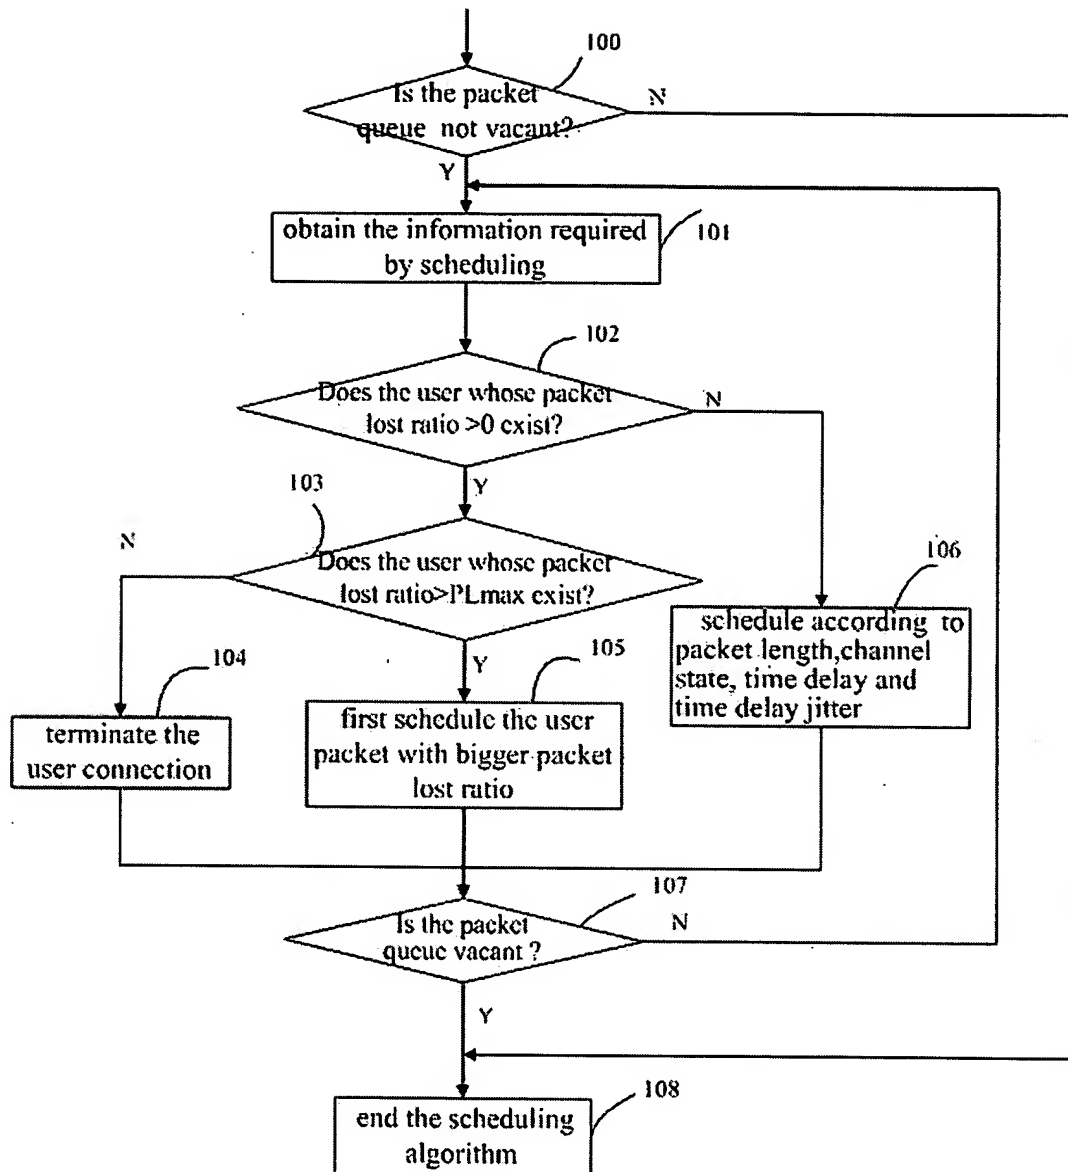 100
Is the packet
queue not vacant?
N
Y
obtain the information required
by scheduling
101
102
Does the user whose packet
lost ratio >0 exist?
N
Y
103
N
Does the user whose packet
lost ratio>PLmax exist?
106
schedule according to
packet length,channel
state, time delay and
time delay jitter
Y
104
105
terminate the
user connection
first schedule the user
packet with bigger packet
lost ratio
107
Is the packet
queue vacant ?
N
Y
108
end the scheduling
algorithm